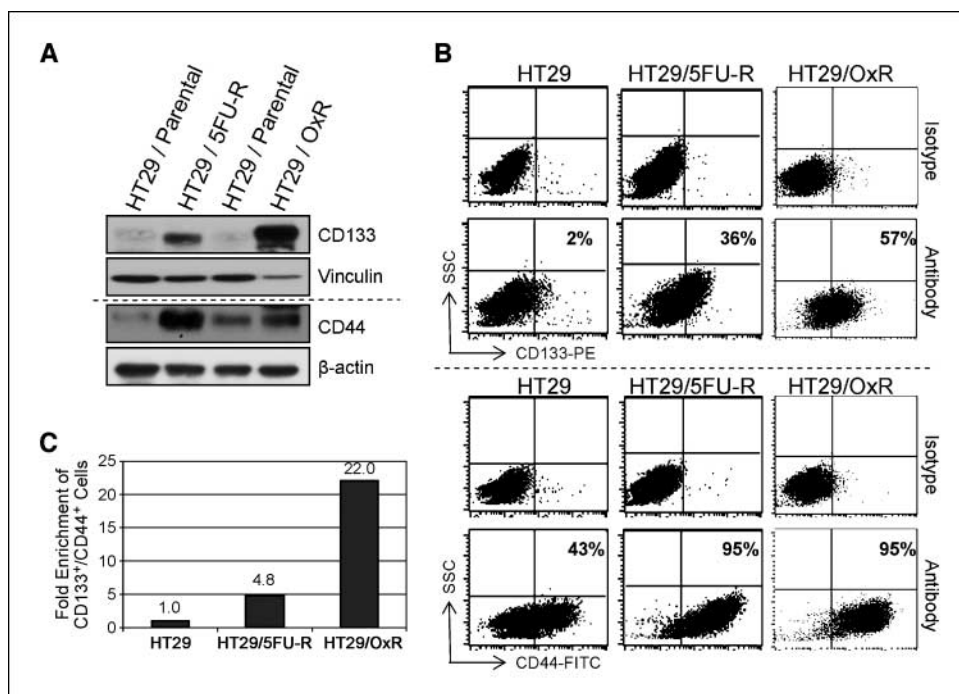 A
HT29 / Parental
HT29 / 5FU-R
HT29 / Parental
HT29 / OxR
CD133
Vinculin
CD44
β-actin
B
HT29 HT29/5FU-R HT29/OxR
Isotype
2% 36% 57%
Antibody
SSC
CD133-PE
HT29 HT29/5FU-R HT29/OxR
Isotype
43% 95% 95%
Antibody
SSC
CD44-FITC
C
Fold Enrichment of
CD133+/CD44+ Cells
25
20
15
10
5
0
1.0
4.8
22.0
HT29 HT29/5FU-R HT29/OxR